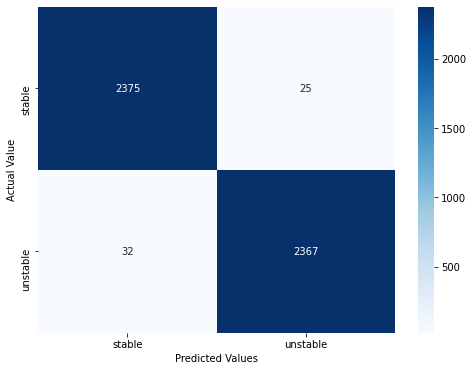 2375 25
32 2367
stable
unstable
Actual Value
stable unstable
Predicted Values
2000
1500
1000
500